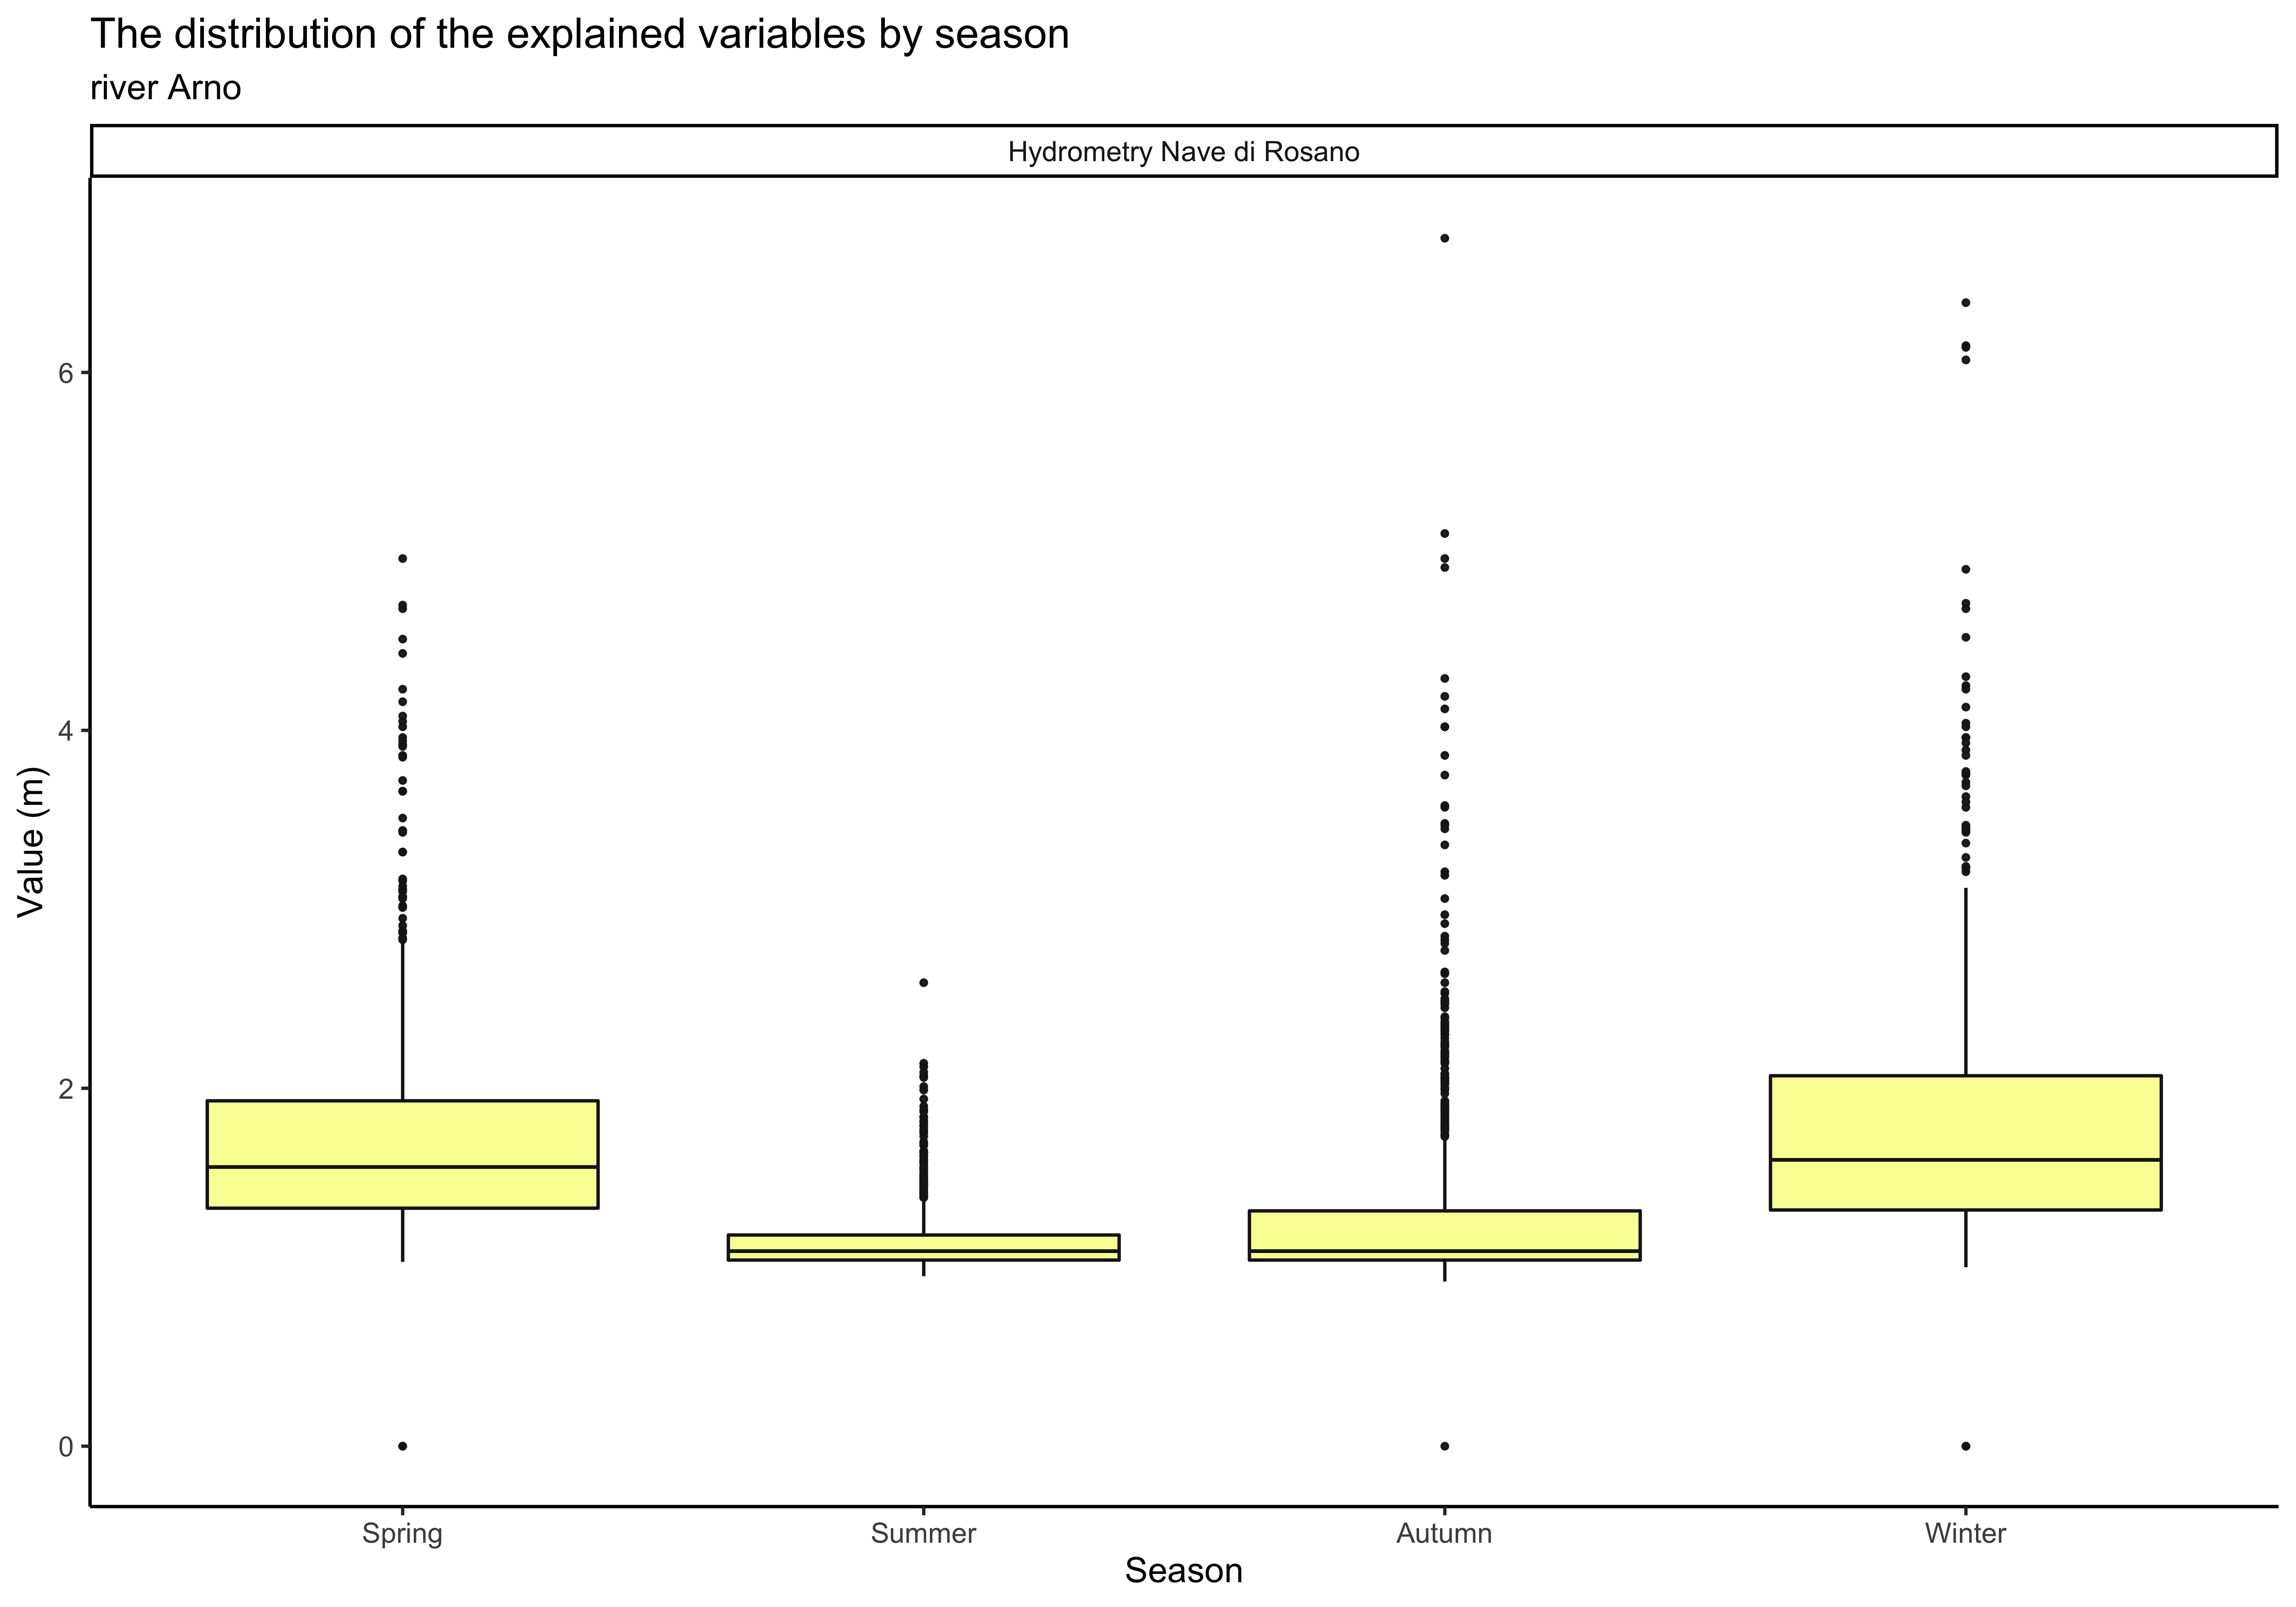 The distribution of the explained variables by season
river Arno
Hydrometry Nave di Rosano
6
4
2
0
Value (m)
Spring Summer Autumn Winter
Season